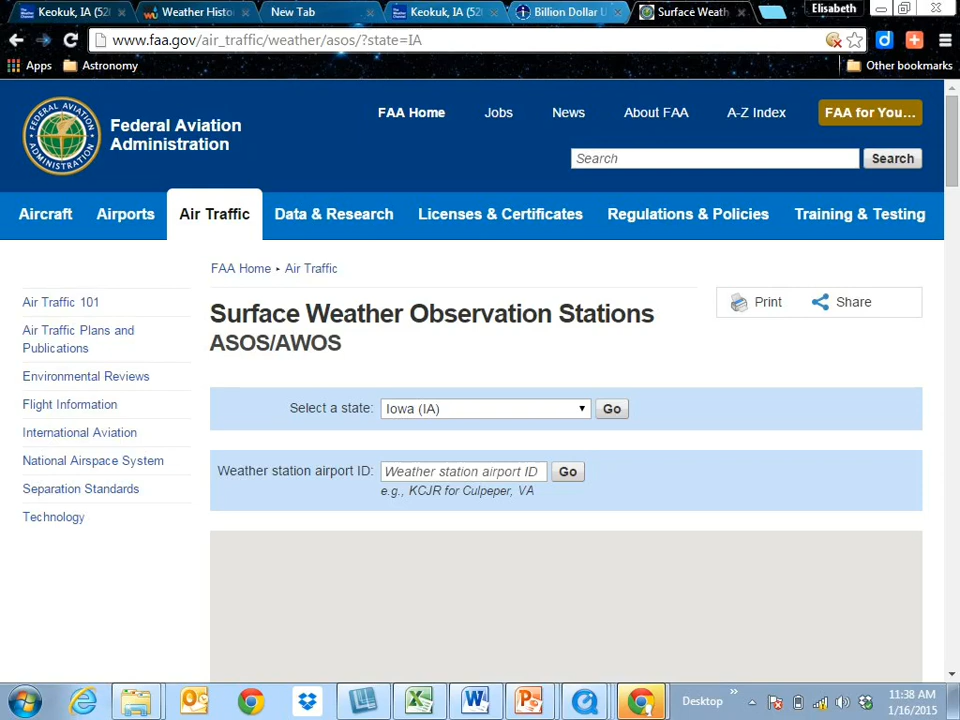 Keokuk, IA (52
Weather Histo
New Tab
Keokuk, IA (52
Billion Dollar
Surface Weath
Elisabeth
www.faa.gov/air_traffic/weather/asos/?state=IA
Apps
Astronomy
Other bookmarks
FEDERAL AVIATION ADMINISTRATION
Federal Aviation
Administration
FAA Home
Jobs
News
About FAA
A-Z Index
FAA for You...
Search
Search
Aircraft
Airports
Air Traffic
Data & Research
Licenses & Certificates
Regulations & Policies
Training & Testing
FAA Home ▸ Air Traffic
Air Traffic 101
Air Traffic Plans and
Publications
Environmental Reviews
Flight Information
International Aviation
National Airspace System
Separation Standards
Technology
Print
Share
Surface Weather Observation Stations
ASOS/AWOS
Select a state:
Iowa (IA)
Go
Weather station airport ID:
Weather station airport ID
Go
e.g., KCJR for Culpeper, VA
Desktop
11:38 AM
1/16/2015